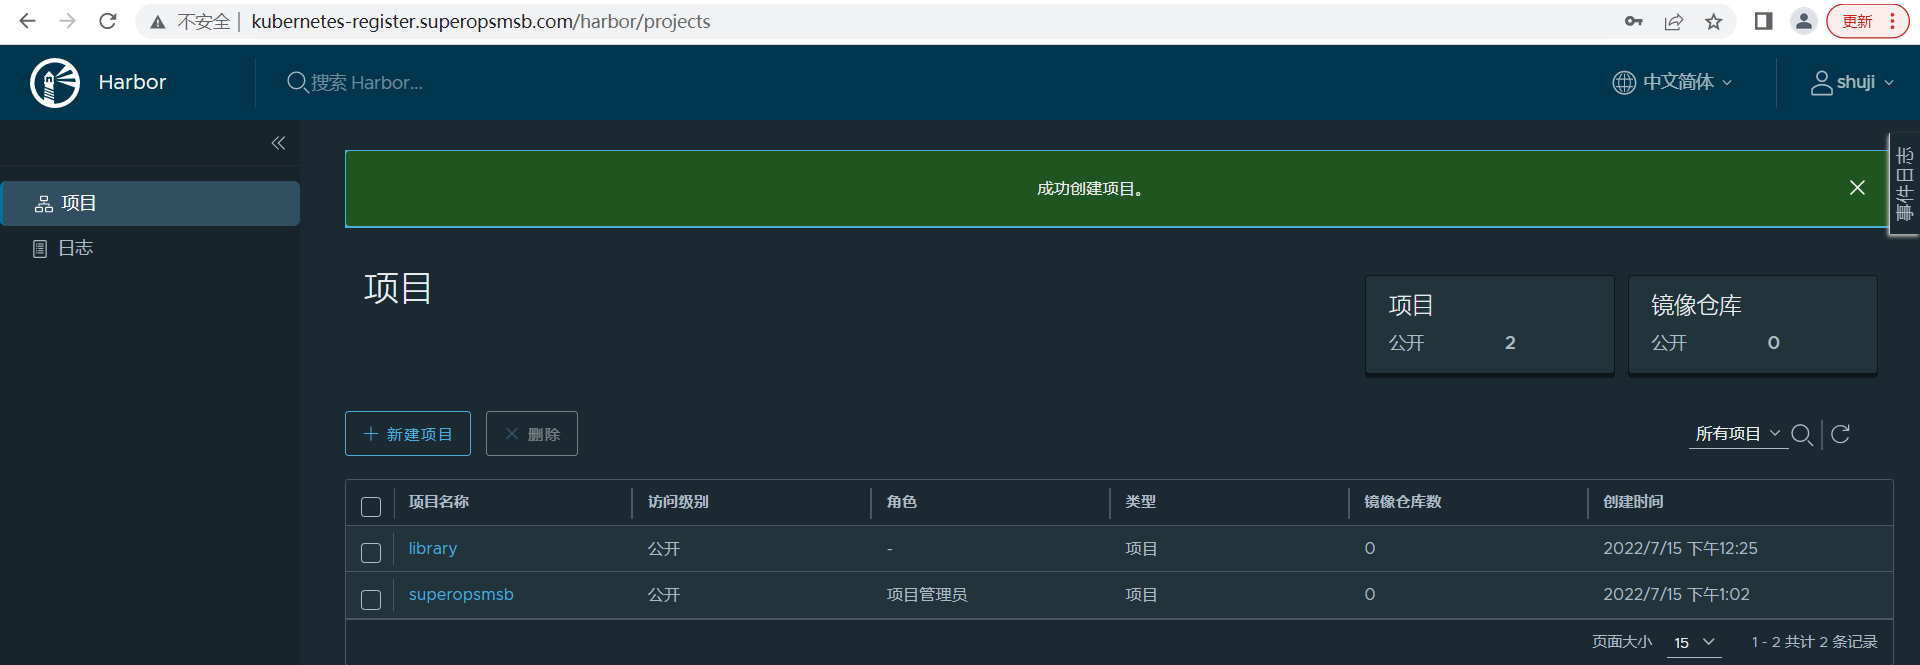 不安全 | kubernetes-register.superopsmsb.com/harbor/projects 更新
Harbor 搜索 Harbor... 中文简体 shuji
事件日志
成功创建项目。
项目
日志
项目
项目
公开 2
镜像仓库
公开 0
新建项目 删除 所有项目
项目名称 访问级别 角色 类型 镜像仓库数 创建时间
library 公开 - 项目 0 2022/7/15 下午12:25
superopsmsb 公开 项目管理员 项目 0 2022/7/15 下午1:02
页面大小 15 1 - 2 共计 2 条记录